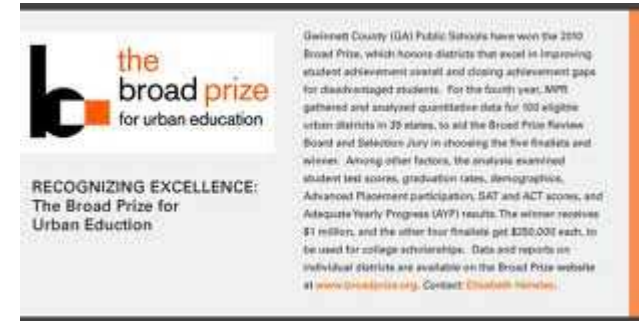 the
broad prize
for urban education
RECOGNIZING EXCELLENCE:
The Broad Prize for
Urban Eduction
Gwinnett County (GA) Public Schools have won the 2010
Broad Prize, which honors districts that excel in improving
student achievement overall and closing achievement gaps
for disadvantaged students. For the fourth year, MPR
gathered and analyzed quantitative data for 100 eligible
urban districts in states, to aid the Broad Prize Review
Board and Selection Jury in choosing the five finalists and
winner. Among other factors, the analysis examined
student test scores, graduation rates, demographics,
Advanced Placement participation, SAT and ACT scores, and
Adequate Yearly Progress (AYP) results. The winner receives
$1 million, and the other four finalists get $250,000 each, to
be used for college scholarships. Data and reports on
individual districts are available on the Broad Prize website
at www.broadprize.org. Contact: Elizabeth